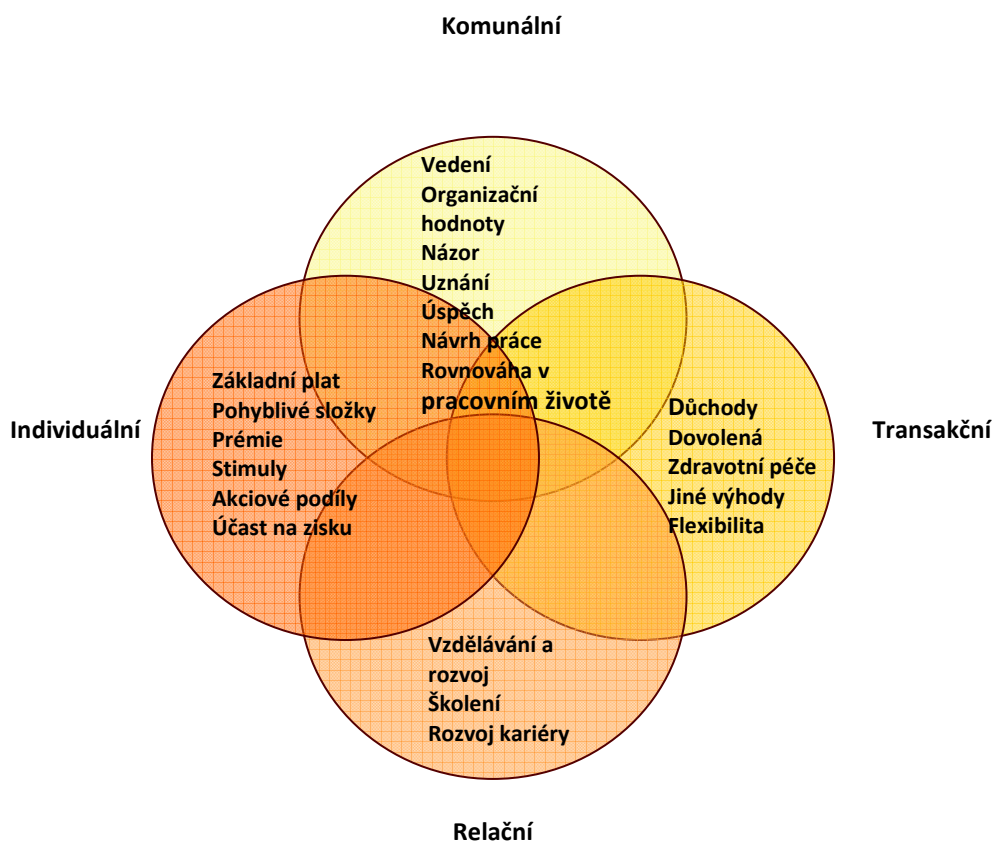 Komunální
Vedení
Organizační
hodnoty
Názor
Uznání
Úspěch
Návrh práce
Rovnováha v
pracovním životě
Individuální
Základní plat
Pohyblivé složky
Prémie
Stimuly
Akciové podíly
Účast na zisku
Důchody
Dovolená
Zdravotní péče
Jiné výhody
Flexibilita
Transakční
Vzdělávání a
rozvoj
Školení
Rozvoj kariéry
Relační